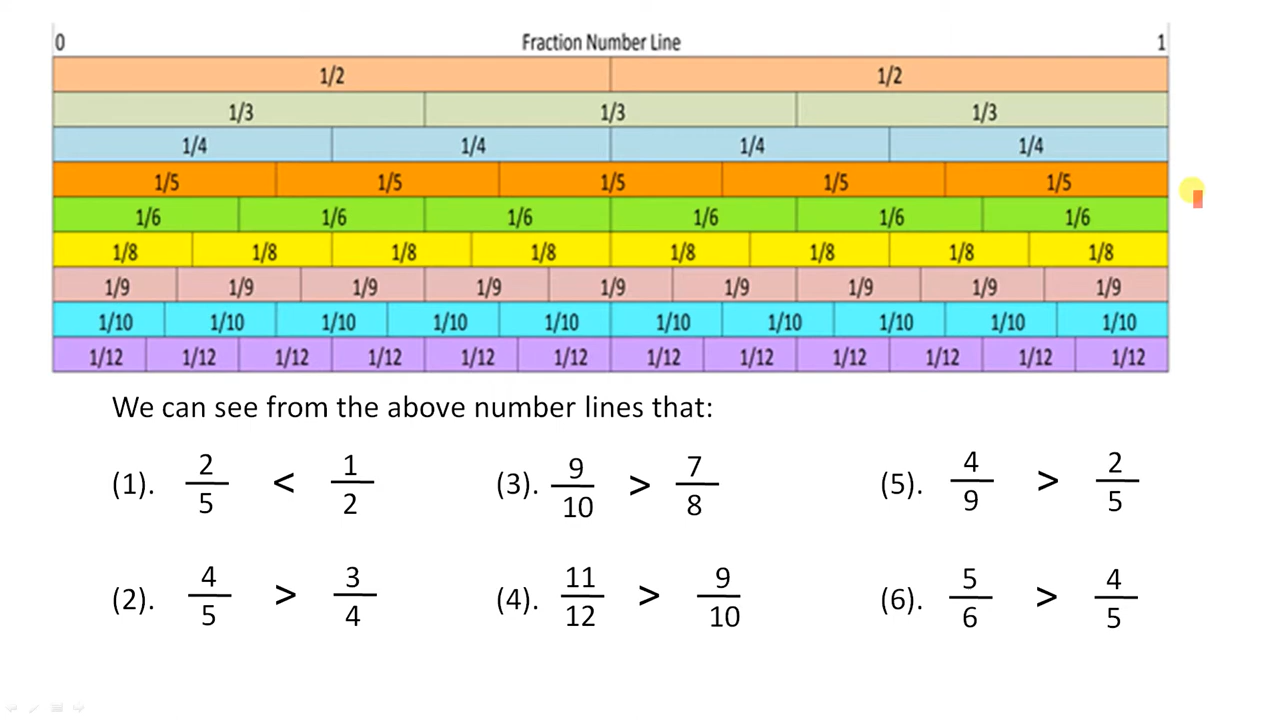 0 Fraction Number Line 1
1/2 1/2
1/3 1/3 1/3
1/4 1/4 1/4 1/4
1/5 1/5 1/5 1/5 1/5
1/6 1/6 1/6 1/6 1/6 1/6
1/8 1/8 1/8 1/8 1/8 1/8 1/8 1/8
1/9 1/9 1/9 1/9 1/9 1/9 1/9 1/9 1/9
1/10 1/10 1/10 1/10 1/10 1/10 1/10 1/10 1/10 1/10
1/12 1/12 1/12 1/12 1/12 1/12 1/12 1/12 1/12 1/12 1/12 1/12
We can see from the above number lines that:
(1). 2/5 < 1/2 (3). 9/10 > 7/8 (5). 4/9 > 2/5
(2). 4/5 > 3/4 (4). 11/12 > 9/10 (6). 5/6 > 4/5